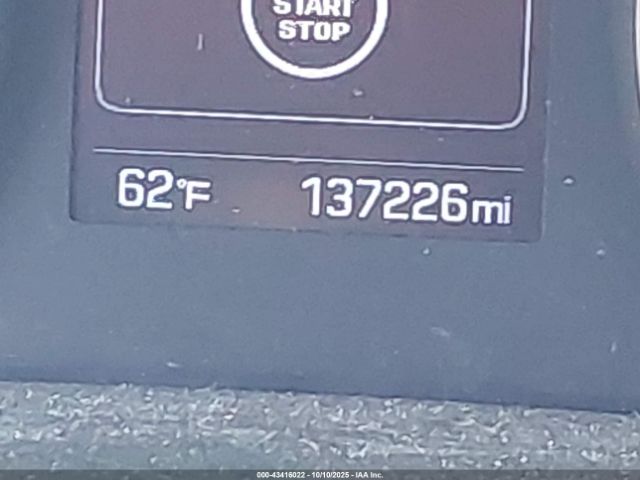 START
STOP
62°F 137226mi
000-43416022 - 10/10/2025 - IAA Inc.